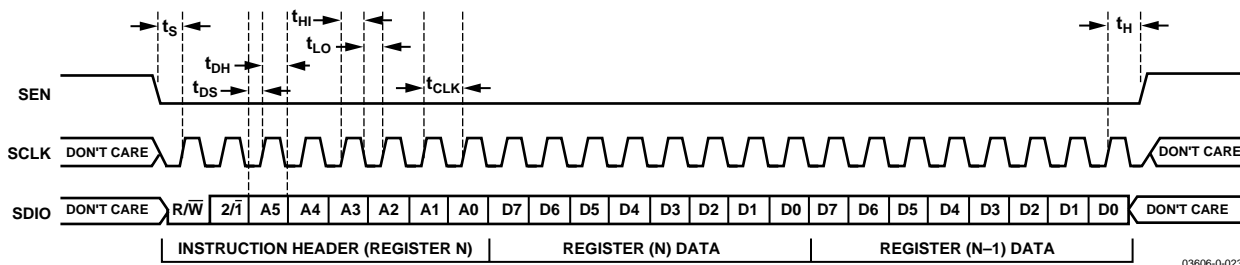 tS
tHI
tLO
tDH
tDS
tCLK
tH
SEN
SCLK
DON'T CARE
DON'T CARE
SDIO
DON'T CARE
R/W̅
2/1̅
A5
A4
A3
A2
A1
A0
D7
D6
D5
D4
D3
D2
D1
D0
D7
D6
D5
D4
D3
D2
D1
D0
DON'T CARE
INSTRUCTION HEADER (REGISTER N)
REGISTER (N) DATA
REGISTER (N–1) DATA